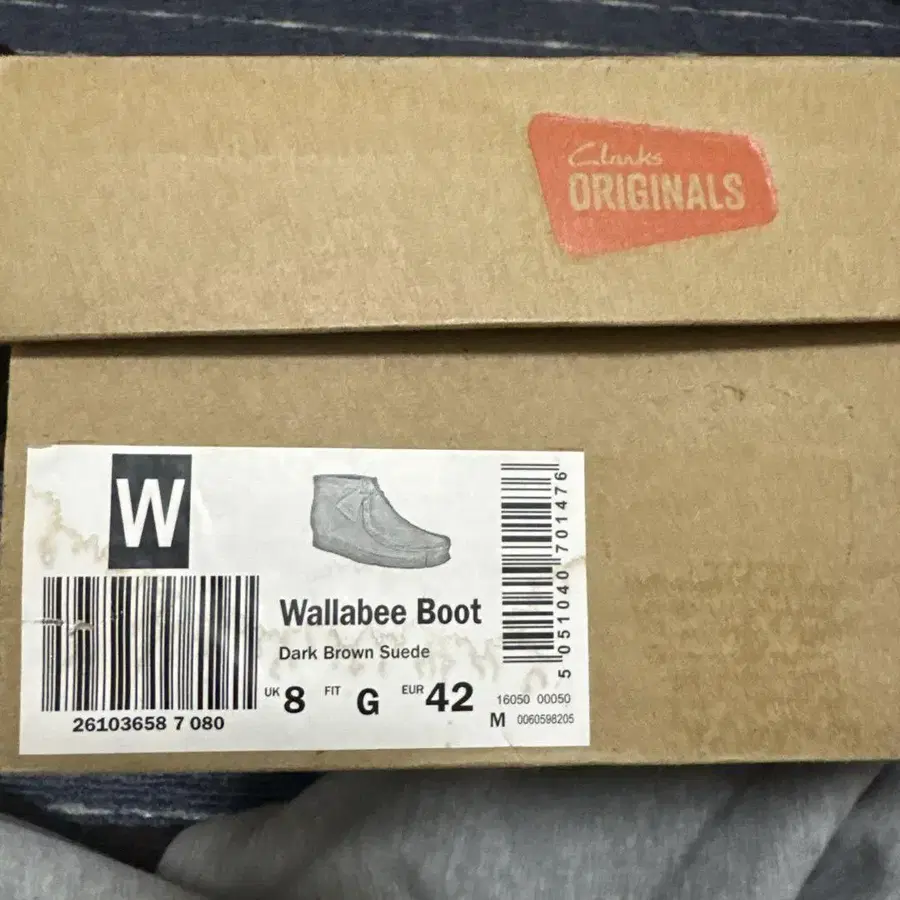 Clarks
ORIGINALS
W
Wallabee Boot
Dark Brown Suede
UK 8 FIT G EUR 42
26103658 7 080
5 051040 701476
16050 00050
M 0060598205